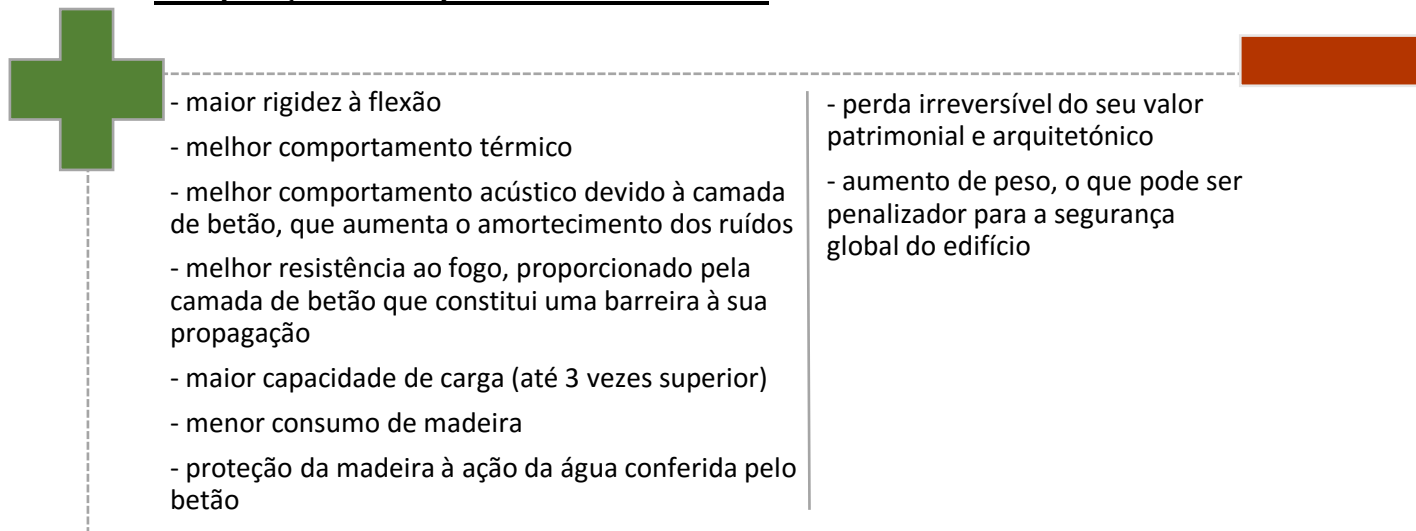 - maior rigidez à flexão
- melhor comportamento térmico
- melhor comportamento acústico devido à camada
de betão, que aumenta o amortecimento dos ruídos
- melhor resistência ao fogo, proporcionado pela
camada de betão que constitui uma barreira à sua
propagação
- maior capacidade de carga (até 3 vezes superior)
- menor consumo de madeira
- proteção da madeira à ação da água conferida pelo
betão
- perda irreversível do seu valor
patrimonial e arquitetónico
- aumento de peso, o que pode ser
penalizador para a segurança
global do edifício